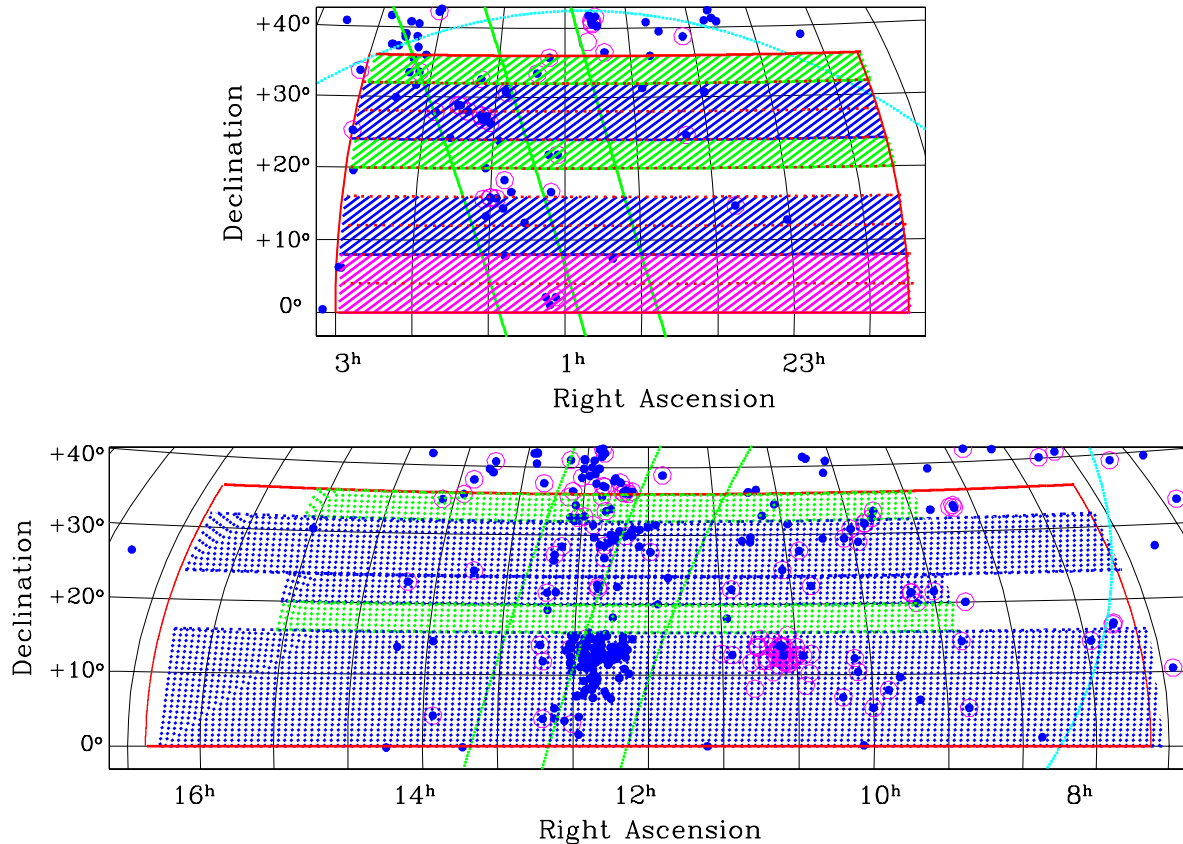 +40°
+30°
+20°
+10°
0°
Declination
3ʰ 1ʰ 23ʰ
Right Ascension
+40°
+30°
+20°
+10°
0°
Declination
16ʰ 14ʰ 12ʰ 10ʰ 8ʰ
Right Ascension